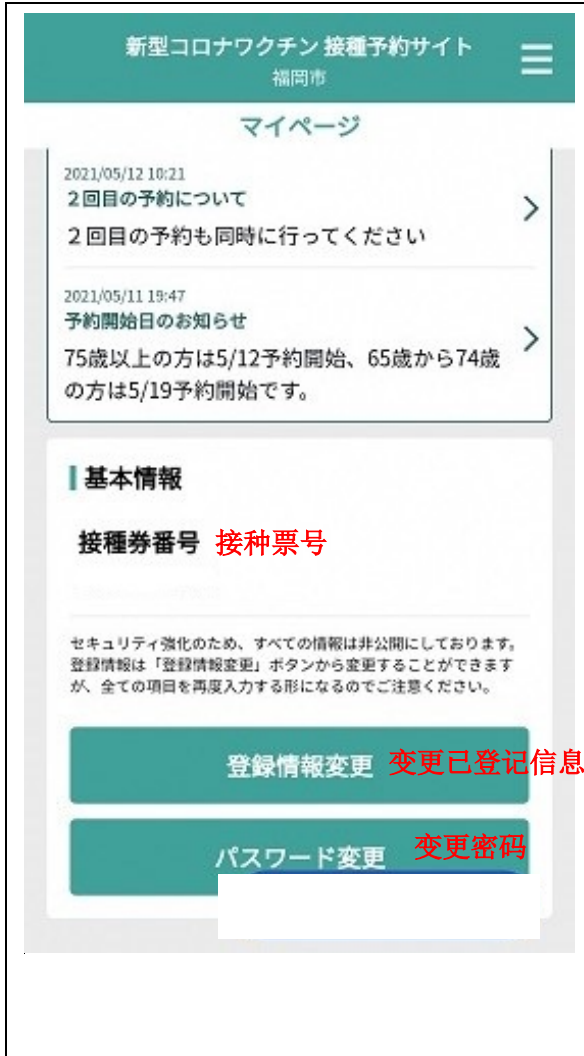 新型コロナワクチン 接種予約サイト
福岡市
マイページ
2021/05/12 10:21
2回目の予約について
2回目の予約も同時に行ってください
2021/05/11 19:47
予約開始日のお知らせ
75歳以上の方は5/12予約開始、65歳から74歳
の方は5/19予約開始です。
基本情報
接種券番号 接种票号
セキュリティ強化のため、すべての情報は非公開にしております。
登録情報は「登録情報変更」ボタンから変更することができます
が、全ての項目を再度入力する形になるのでご注意ください。
登録情報変更 变更已登记信息
パスワード変更 变更密码